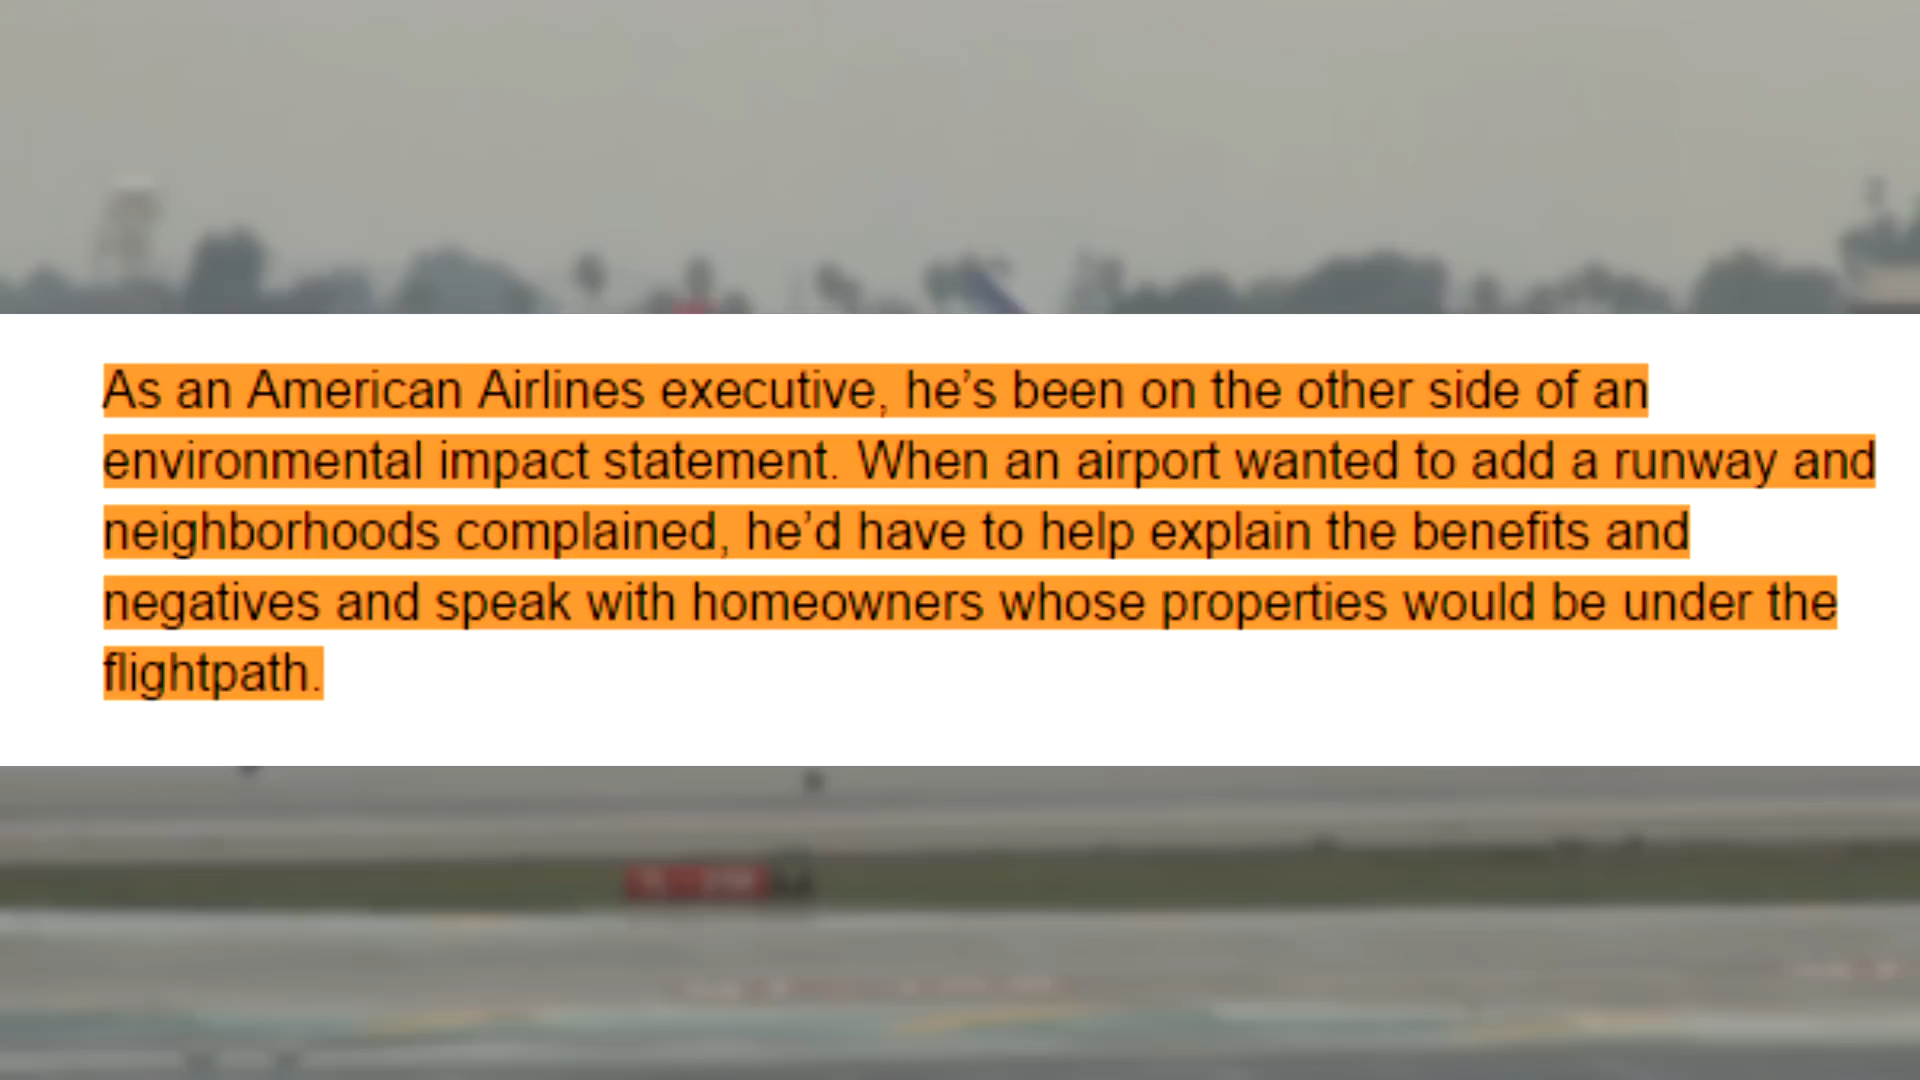 As an American Airlines executive, he’s been on the other side of an
environmental impact statement. When an airport wanted to add a runway and
neighborhoods complained, he’d have to help explain the benefits and
negatives and speak with homeowners whose properties would be under the
flightpath.